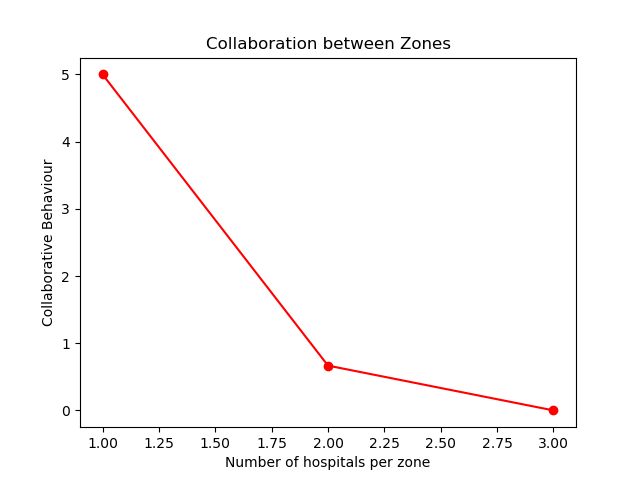 Collaboration between Zones
Collaborative Behaviour
5
4
3
2
1
0
1.00 1.25 1.50 1.75 2.00 2.25 2.50 2.75 3.00
Number of hospitals per zone